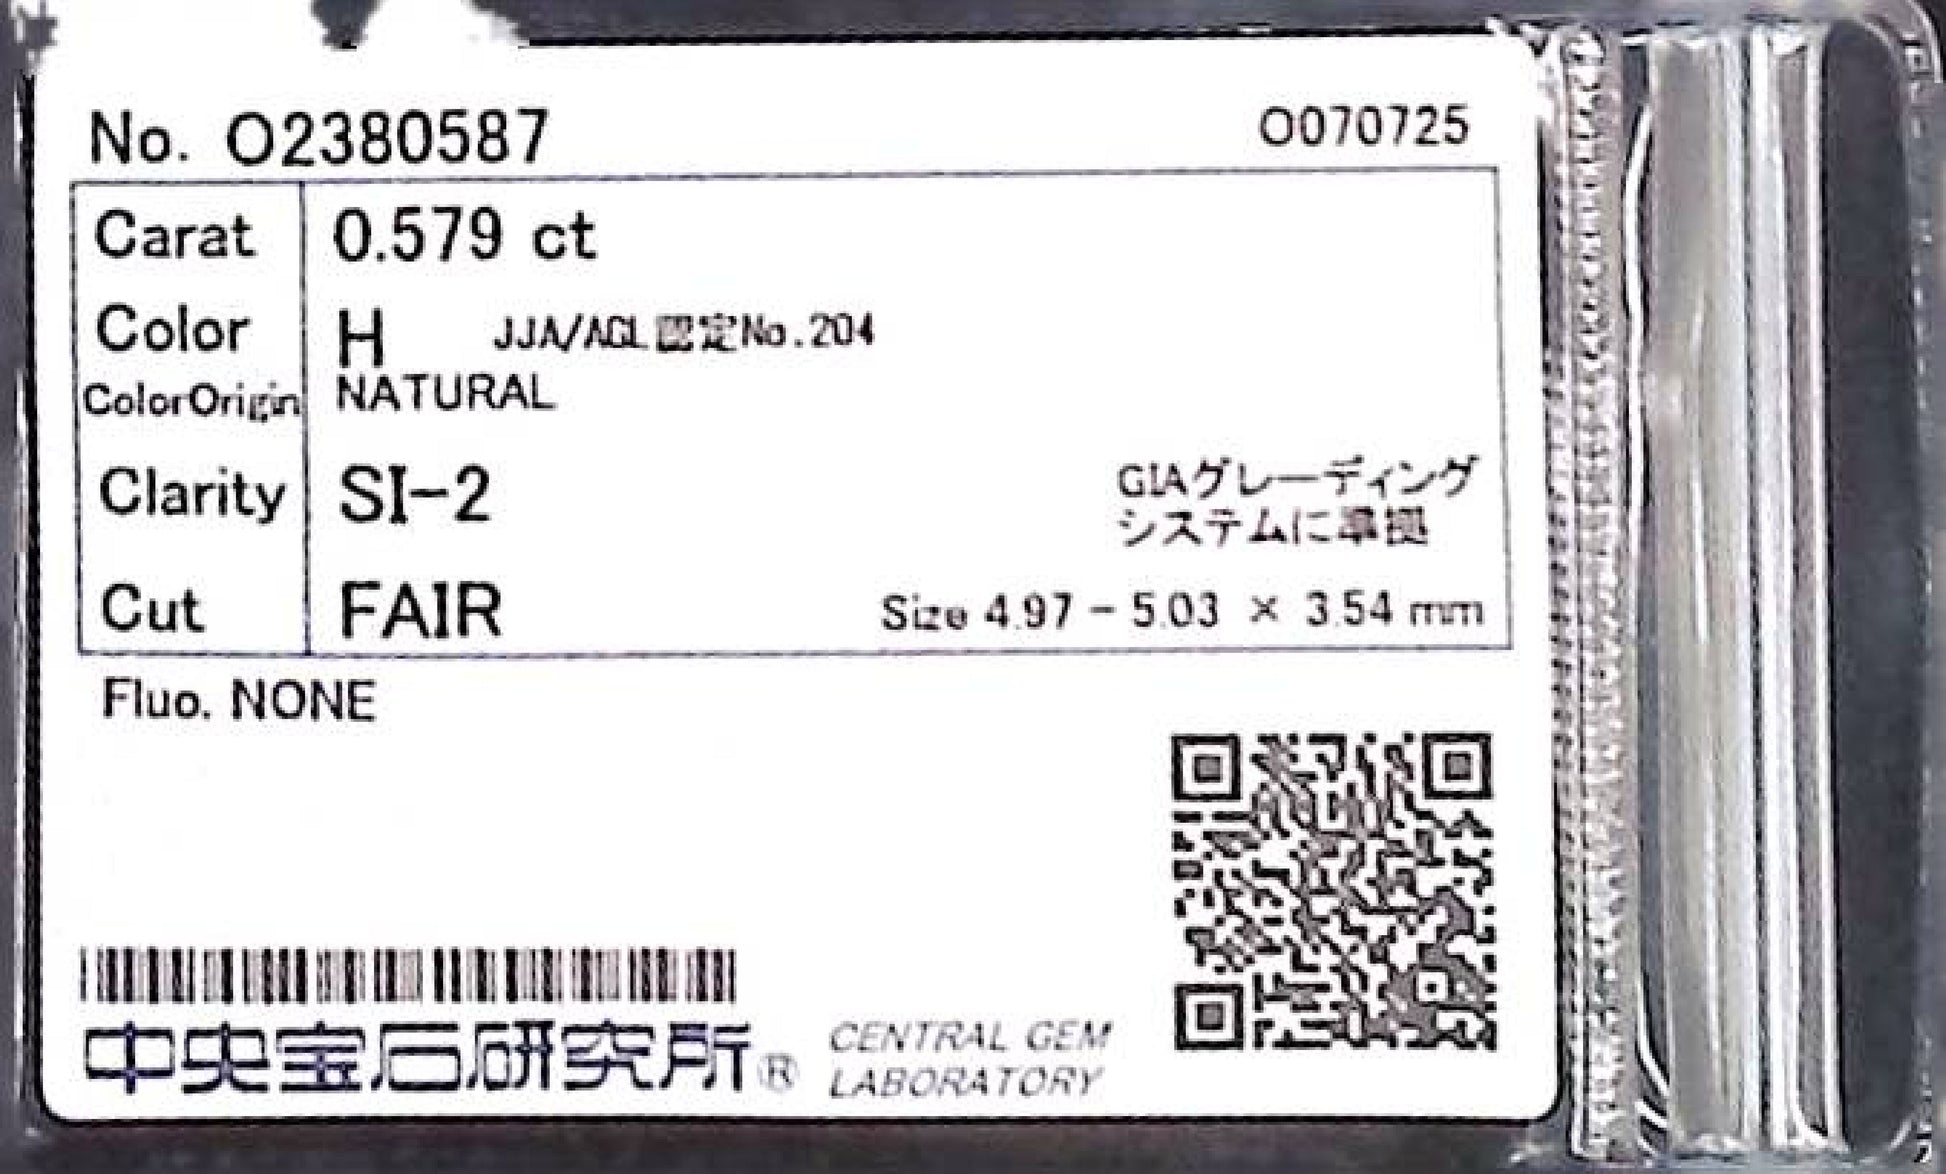 No. O2380587 O070725
Carat 0.579 ct
Color H JJA/AGL認定No.204
ColorOrigin NATURAL
Clarity SI-2
GIAグレーディング
システムに準拠
Cut FAIR Size 4.97 - 5.03 × 3.54 mm
Fluo. NONE
中央宝石研究所®
CENTRAL GEM
LABORATORY